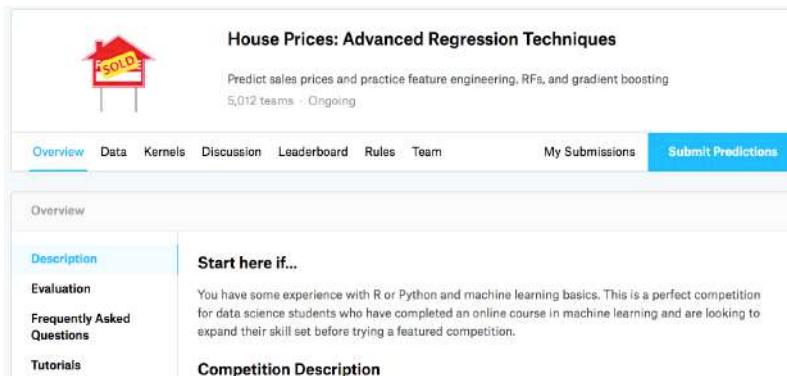 SOLD
House Prices: Advanced Regression Techniques
Predict sales prices and practice feature engineering, RFs, and gradient boosting
5,012 teams · Ongoing
Overview Data Kernels Discussion Leaderboard Rules Team My Submissions Submit Predictions
Overview
Description
Evaluation
Frequently Asked
Questions
Tutorials
Start here if...
You have some experience with R or Python and machine learning basics. This is a perfect competition
for data science students who have completed an online course in machine learning and are looking to
expand their skill set before trying a featured competition.
Competition Description